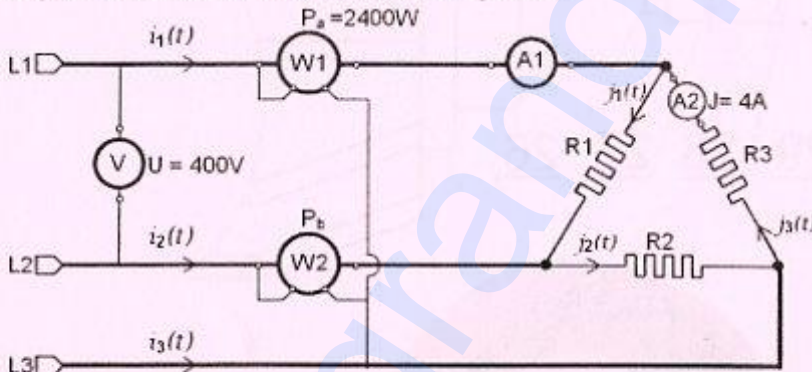 Pa =2400W
L1 i1(t) W1 A1
j1(t) A2 J= 4A
V U = 400V R1 R3
Pb
L2 i2(t) W2 j2(t) R2 j3(t)
L3 i3(t)